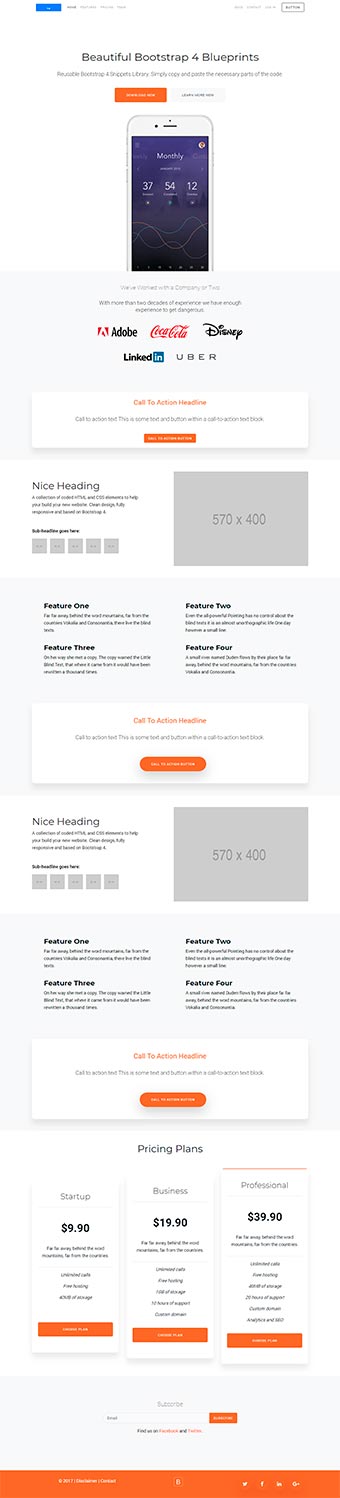 HOME FEATURES PRICING TEAM
BLOG CONTACT BUTTON
Beautiful Bootstrap 4 Blueprints
Reusable Bootstrap 4 Snippets Library. Simply copy and paste the necessary parts of the code.
DOWNLOAD NOW LEARN MORE NOW
Monthly
37 54 12
We've Worked with a Company or Two
With more than two decades of experience we have enough
experience to get dangerous.
Adobe Coca-Cola Disney
Linked in UBER
Call To Action Headline
Call to action text This is some text and button within a call-to-action text block.
CALL TO ACTION BUTTON
Nice Heading
A collection of coded HTML and CSS elements to help
your build your new website. Clean design, fully
responsive and based on Bootstrap 4.
Sub-headline goes here:
570 x 400
Feature One
Far far away, behind the word mountains, far from the
countries Vokalia and Consonantia, there live the blind
texts.
Feature Two
Even the all-powerful Pointing has no control about the
blind texts it is an almost unorthographic life One day
however a small line.
Feature Three
On her way she met a copy. The copy warned the Little
Blind Text, that where it came from it would have been
rewritten a thousand times.
Feature Four
A small river named Duden flows by their place far far
away, behind the word mountains, far from the countries
Vokalia and Consonantia.
Call To Action Headline
Call to action text This is some text and button within a call-to-action text block.
CALL TO ACTION BUTTON
Nice Heading
A collection of coded HTML and CSS elements to help
your build your new website. Clean design, fully
responsive and based on Bootstrap 4.
Sub-headline goes here:
570 x 400
Feature One
Far far away, behind the word mountains, far from the
countries Vokalia and Consonantia, there live the blind
texts.
Feature Two
Even the all-powerful Pointing has no control about the
blind texts it is an almost unorthographic life One day
however a small line.
Feature Three
On her way she met a copy. The copy warned the Little
Blind Text, that where it came from it would have been
rewritten a thousand times.
Feature Four
A small river named Duden flows by their place far far
away, behind the word mountains, far from the countries
Vokalia and Consonantia.
Call To Action Headline
Call to action text This is some text and button within a call-to-action text block.
CALL TO ACTION BUTTON
Pricing Plans
Startup
$9.90
Far far away, behind the word
mountains, far from the countries
Unlimited calls
Free hosting
40MB of storage
CHOOSE PLAN
Business
$19.90
Far far away, behind the word
mountains, far from the countries
Unlimited calls
Free hosting
1GB of storage
10 hours of support
Custom domain
CHOOSE PLAN
Professional
$39.90
Far far away, behind the word
mountains, far from the countries
Unlimited calls
Free hosting
Custom domain
20 hours of support
Analytics and SEO
CHOOSE PLAN
Subscribe
Email
SUBSCRIBE
Find us on Facebook and Twitter.
© 2017 | Disclaimer | Contact
B